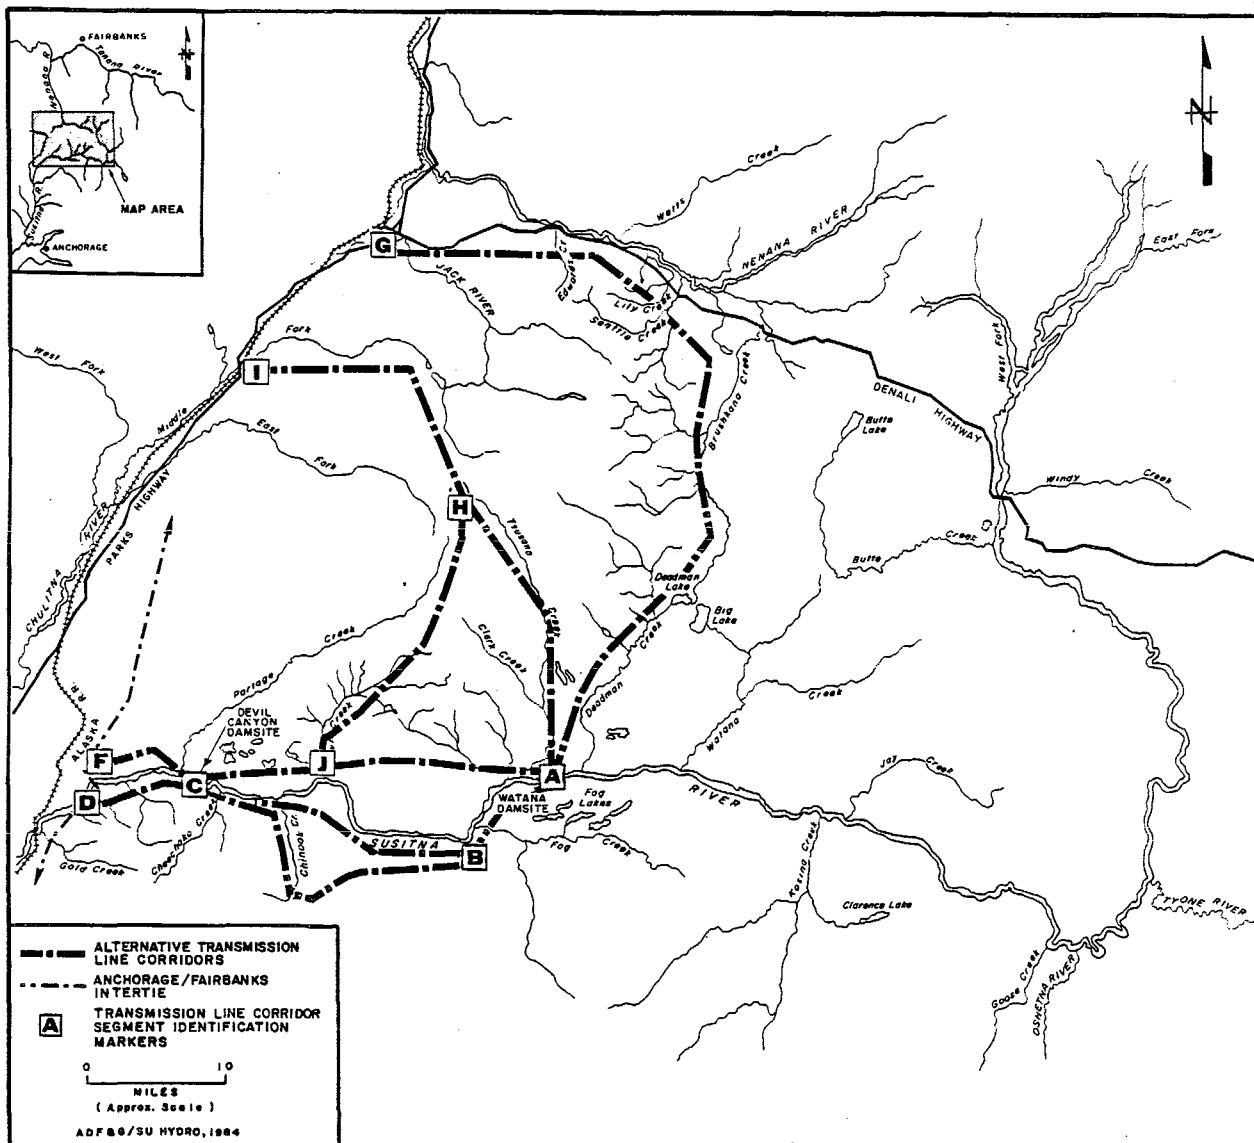 FAIRBANKS
Tanana River
Nenana R.
N
Susitna R.
MAP AREA
ANCHORAGE
N
Watts Creek
NENANA RIVER
East Fork
G
JACK RIVER
Edwards Cr
Lily Creek
Seattle Creek
West Fork
Fork
I
West Fork
Middle
Brushkana Creek
DENALI HIGHWAY
Butte Lake
East Fork
Windy Creek
PARKS HIGHWAY
CHULITNA RIVER
H
Tsusena Creek
Butte Creek
Deadman Lake
Big Lake
Portage Creek
Clark Creek
Deadman Creek
Watana Creek
DEVIL CANYON DAMSITE
Creek
ALASKA R.R.
F
J
C
A
D
WATANA DAMSITE
Fog Lakes
RIVER
Jay Creek
Cheechako Creek
Chinook Cr
SUSITNA
B
Fog Creek
Kosina Creek
Gold Creek
Clarence Lake
TYONE RIVER
Goose Creek
OSHETNA RIVER
ALTERNATIVE TRANSMISSION
LINE CORRIDORS
ANCHORAGE/FAIRBANKS
INTERTIE
A
TRANSMISSION LINE CORRIDOR
SEGMENT IDENTIFICATION
MARKERS
0 10
MILES
( Approx. Scale )
ADF&G/SU HYDRO, 1984